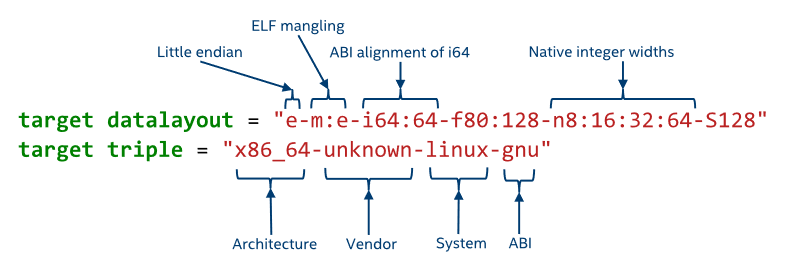 ELF mangling
Little endian
ABI alignment of i64
Native integer widths
target datalayout = "e-m:e-i64:64-f80:128-n8:16:32:64-S128"
target triple = "x86_64-unknown-linux-gnu"
Architecture
Vendor
System
ABI